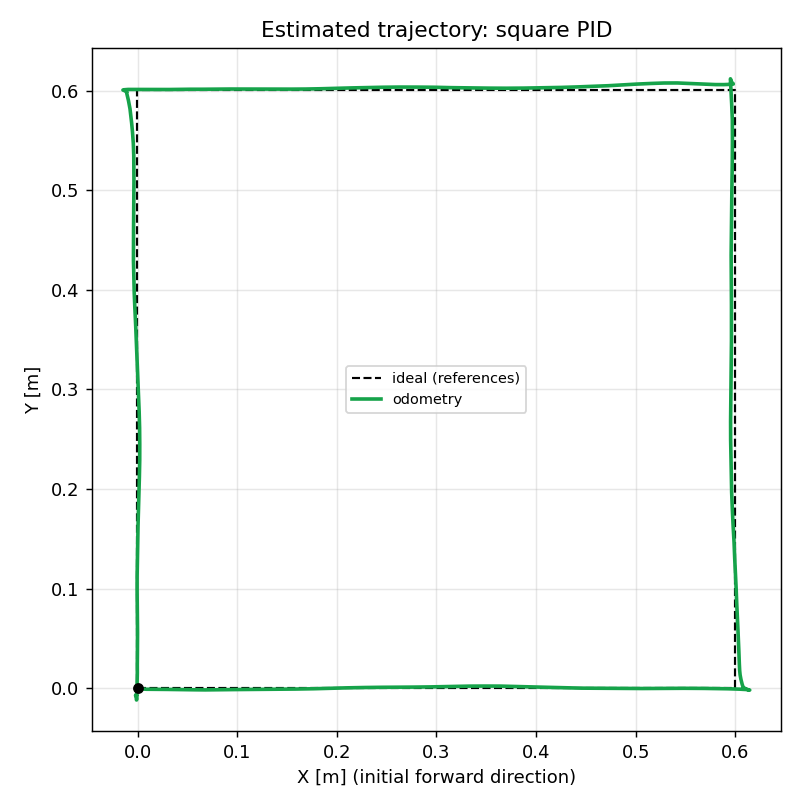 Estimated trajectory: square PID
Y [m]
0.6
0.5
0.4
0.3
0.2
0.1
0.0
ideal (references)
odometry
0.0 0.1 0.2 0.3 0.4 0.5 0.6
X [m] (initial forward direction)